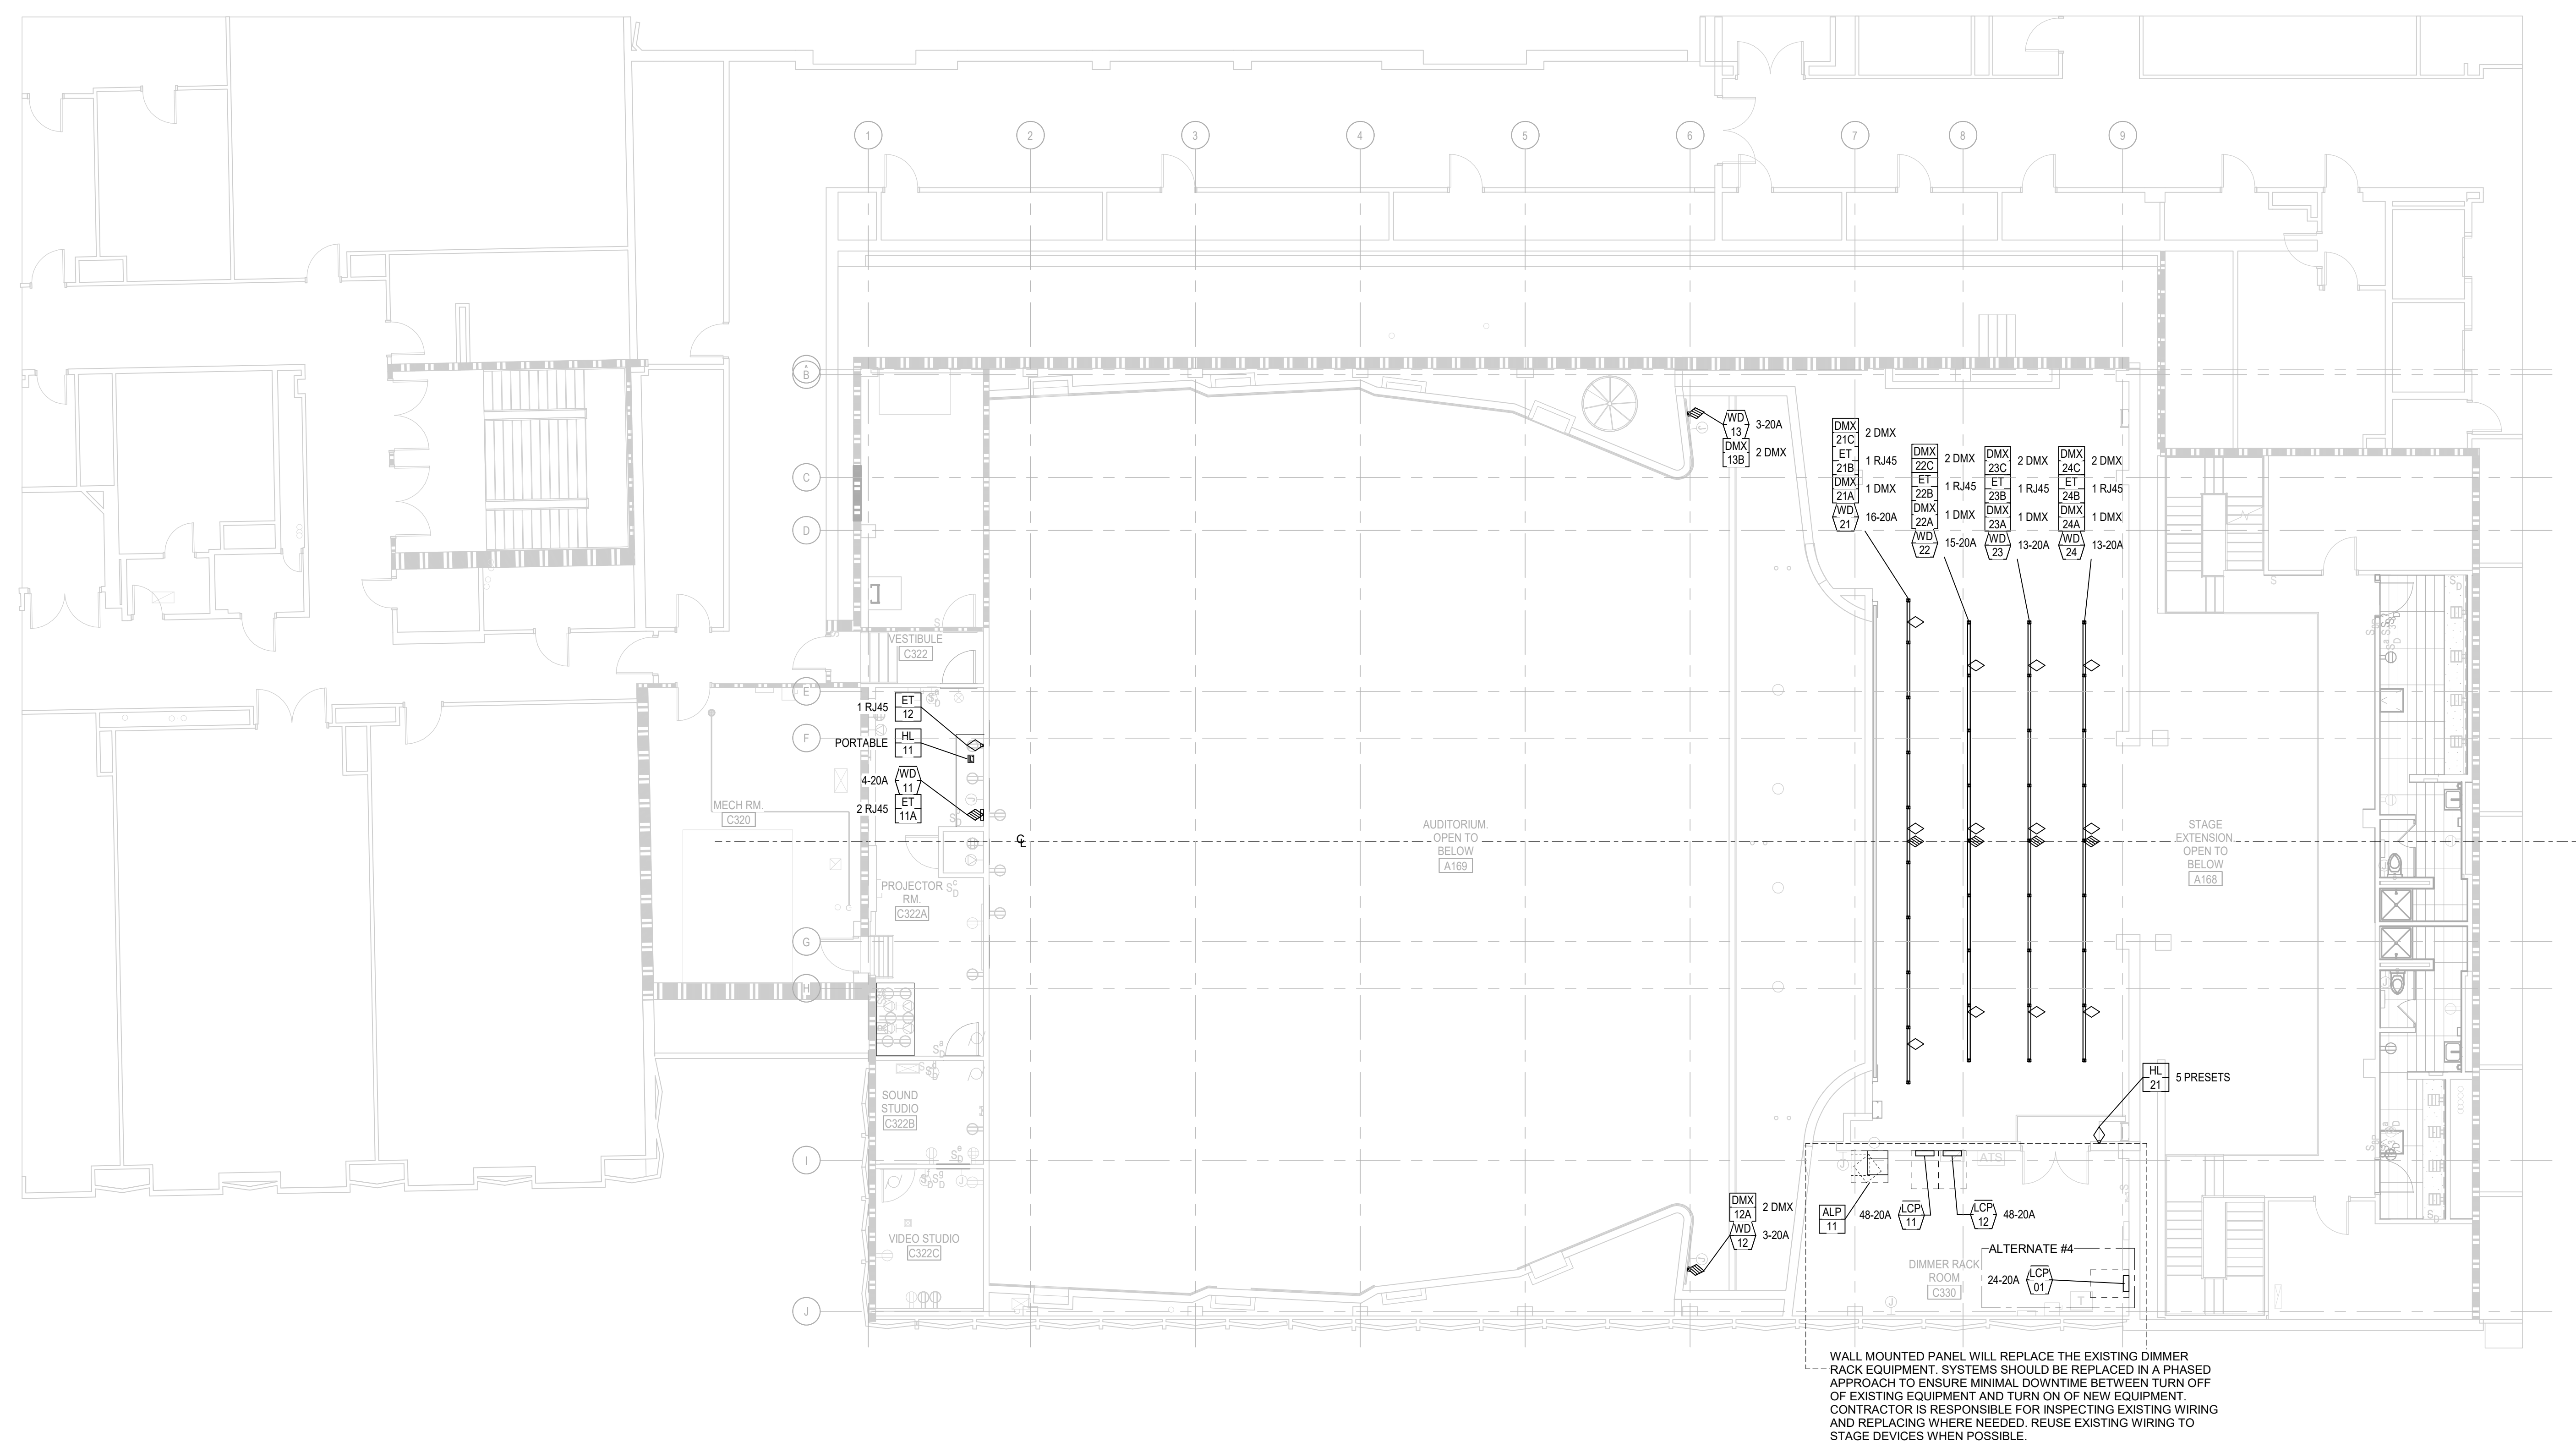 1
2
3
4
5
6
7
8
9
B
C
D
E
F
G
H
I
J
WD
13
3-20A
DMX
13B
2 DMX
DMX
21C
2 DMX
ET
21B
1 RJ45
DMX
21A
1 DMX
WD
21
16-20A
DMX
22C
2 DMX
ET
22B
1 RJ45
DMX
22A
1 DMX
WD
22
15-20A
DMX
23C
2 DMX
ET
23B
1 RJ45
DMX
23A
1 DMX
WD
23
13-20A
DMX
24C
2 DMX
ET
24B
1 RJ45
DMX
24A
1 DMX
WD
24
13-20A
VESTIBULE
C322
1 RJ45
ET
12
PORTABLE
HL
11
4-20A
WD
11
2 RJ45
ET
11A
MECH RM.
C320
PROJECTOR
RM.
C322A
AUDITORIUM.
OPEN TO
BELOW
A169
STAGE
EXTENSION.
OPEN TO
BELOW
A168
SOUND
STUDIO
C322B
VIDEO STUDIO
C322C
HL
21
5 PRESETS
ATS
DMX
12A
2 DMX
WD
12
3-20A
ALP
11
48-20A
LCP
11
LCP
12
48-20A
DIMMER RACK
ROOM
C330
ALTERNATE #4
24-20A
LCP
01
T
WALL MOUNTED PANEL WILL REPLACE THE EXISTING DIMMER
RACK EQUIPMENT. SYSTEMS SHOULD BE REPLACED IN A PHASED
APPROACH TO ENSURE MINIMAL DOWNTIME BETWEEN TURN OFF
OF EXISTING EQUIPMENT AND TURN ON OF NEW EQUIPMENT.
CONTRACTOR IS RESPONSIBLE FOR INSPECTING EXISTING WIRING
AND REPLACING WHERE NEEDED. REUSE EXISTING WIRING TO
STAGE DEVICES WHEN POSSIBLE.